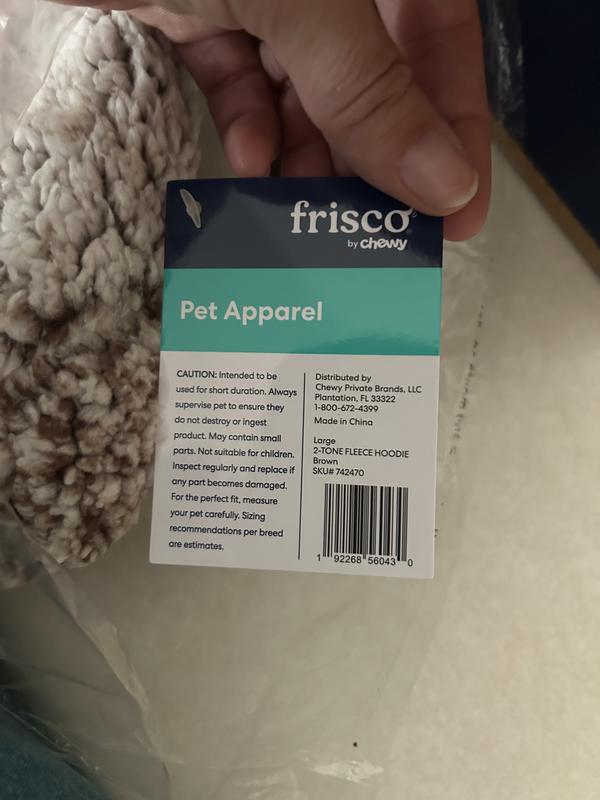 frisco
by chewy
Pet Apparel
CAUTION: Intended to be
used for short duration. Always
supervise pet to ensure they
do not destroy or ingest
product. May contain small
parts. Not suitable for children.
Inspect regularly and replace if
any part becomes damaged.
For the perfect fit, measure
your pet carefully. Sizing
recommendations per breed
are estimates.
Distributed by
Chewy Private Brands, LLC
Plantation, FL 33322
1-800-672-4399
Made in China
Large
2-TONE FLEECE HOODIE
Brown
SKU# 742470
1 92268 56043 0